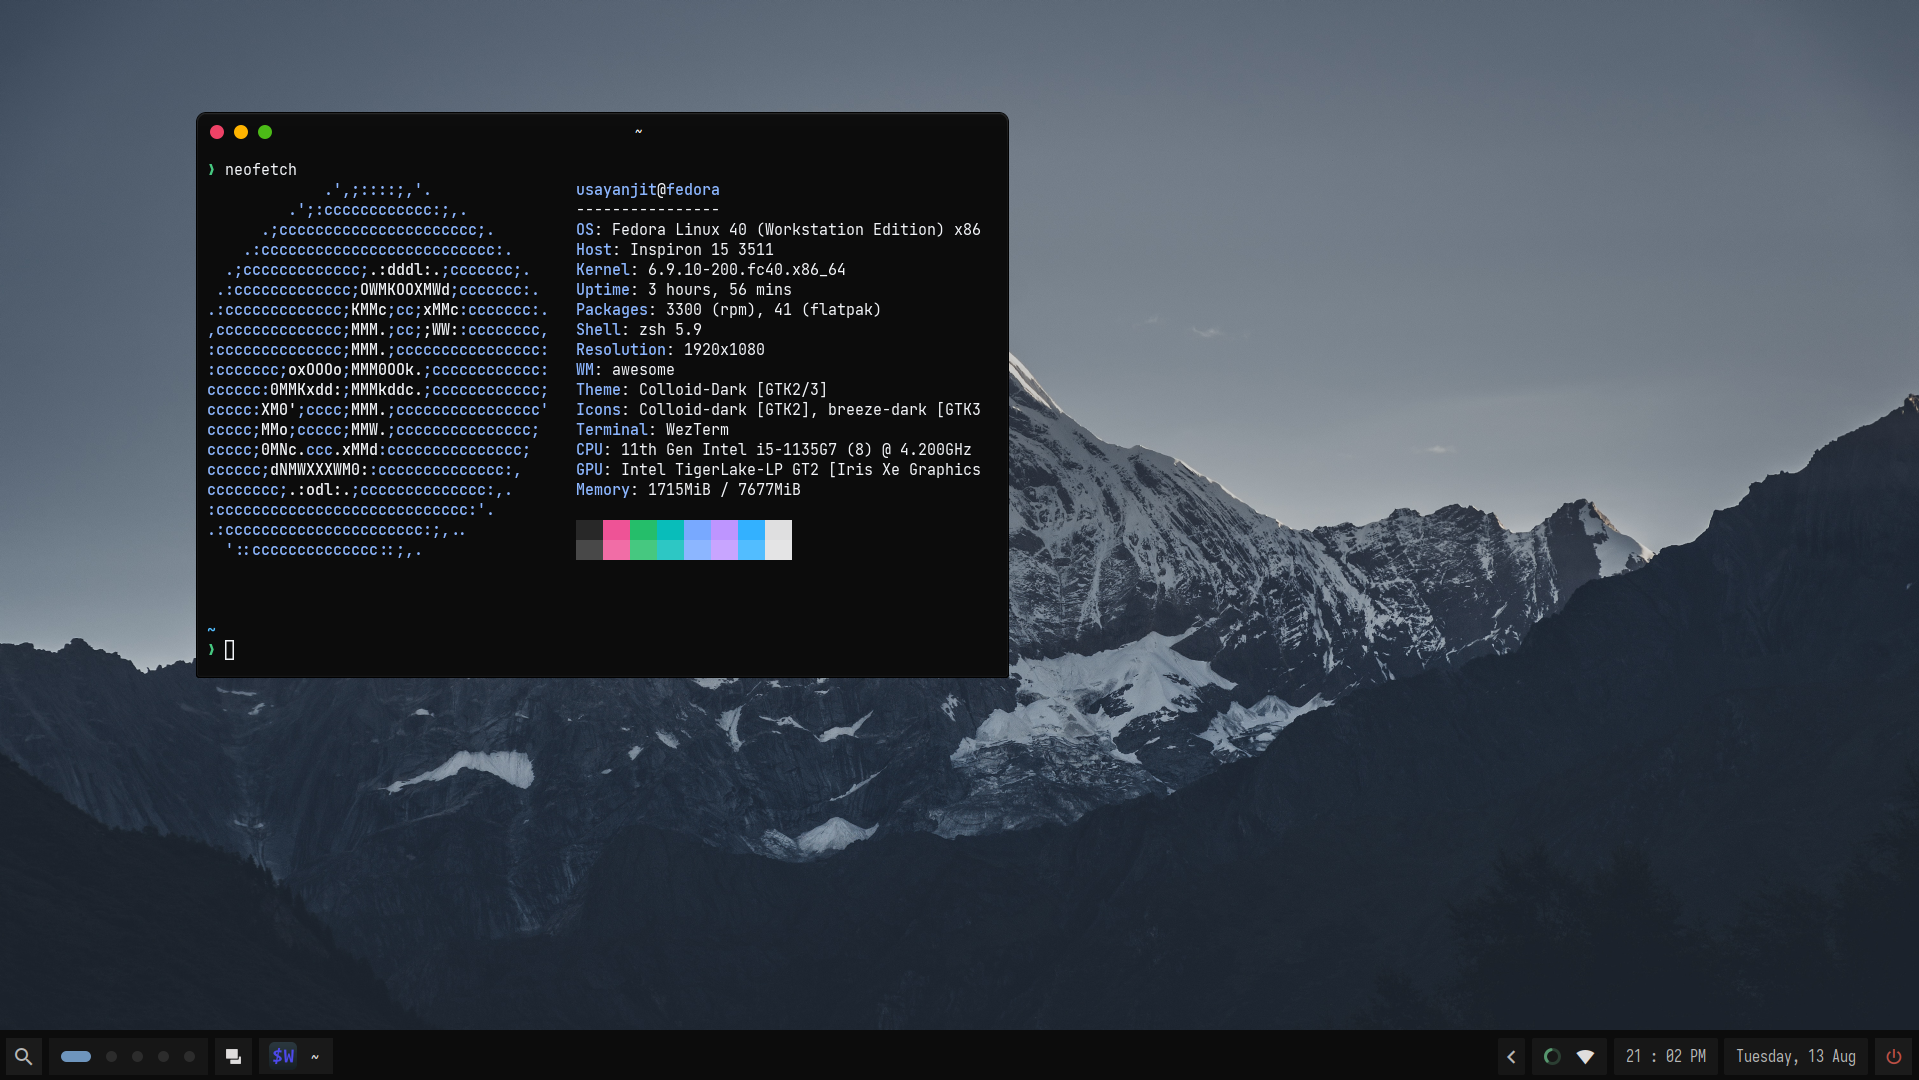 ~
❯ neofetch
.',;::::;,'.
.';:cccccccccccc:;,.
.;cccccccccccccccccccccc;.
.:cccccccccccccccccccccccccc:.
.;ccccccccccccc;.:dddl:.;ccccccc;.
.:ccccccccccccc;OWMKOOXMWd;ccccccc:.
.:ccccccccccccc;KMMc;cc;xMMc:ccccccc:.
,cccccccccccccc;MMM.;cc;;WW::cccccccc,
:cccccccccccccc;MMM.;cccccccccccccccc:
:ccccccc;oxOOOo;MMM0OOk.;cccccccccccc:
cccccc:0MMKxdd:;MMMkddc.;cccccccccccc;
ccccc:XM0';cccc;MMM.;cccccccccccccccc'
ccccc;MMo;ccccc;MMW.;ccccccccccccccc;
ccccc;0MNc.ccc.xMMd:ccccccccccccccc;
cccccc;dNMWXXXWM0::cccccccccccccc:,
cccccccc;.:odl:.;cccccccccccccc:,.
:cccccccccccccccccccccccccccc:'.
.:cccccccccccccccccccccc:;,..
'::cccccccccccccc::;,.
usayanjit@fedora
----------------
OS: Fedora Linux 40 (Workstation Edition) x86
Host: Inspiron 15 3511
Kernel: 6.9.10-200.fc40.x86_64
Uptime: 3 hours, 56 mins
Packages: 3300 (rpm), 41 (flatpak)
Shell: zsh 5.9
Resolution: 1920x1080
WM: awesome
Theme: Colloid-Dark [GTK2/3]
Icons: Colloid-dark [GTK2], breeze-dark [GTK3
Terminal: WezTerm
CPU: 11th Gen Intel i5-1135G7 (8) @ 4.200GHz
GPU: Intel TigerLake-LP GT2 [Iris Xe Graphics
Memory: 1715MiB / 7677MiB
~
❯
$W ~
21 : 02 PM
Tuesday, 13 Aug